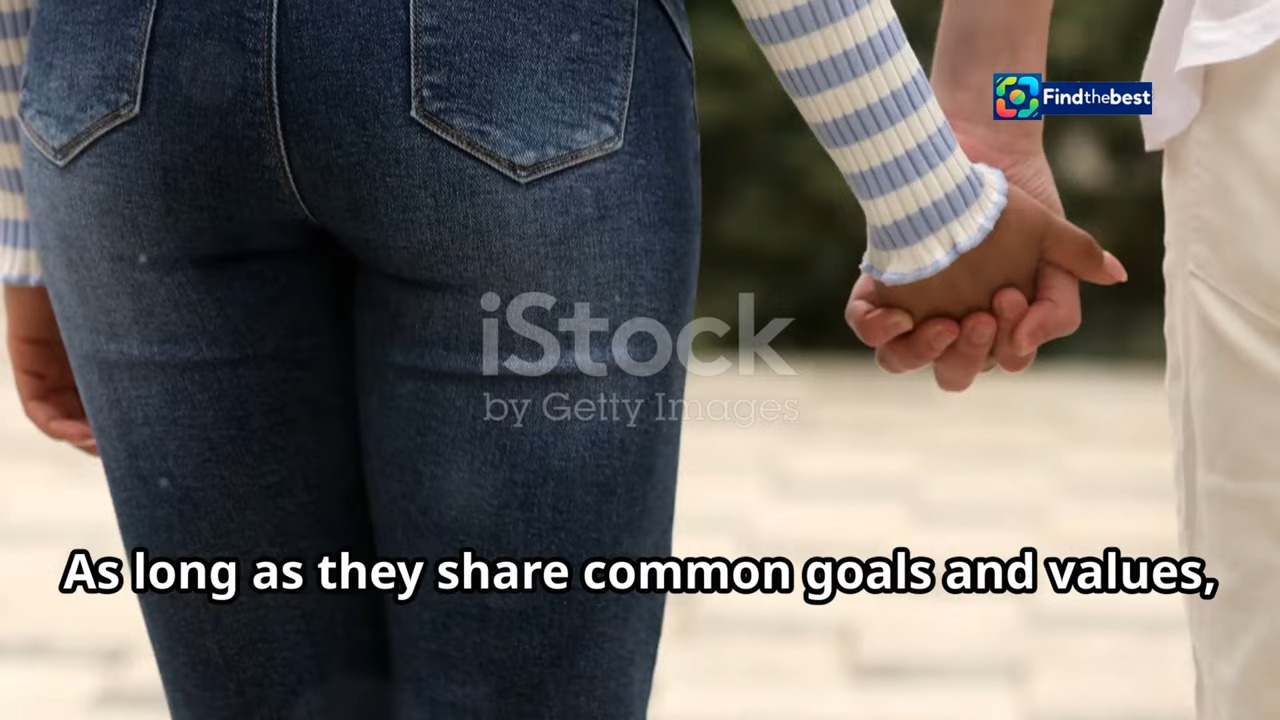 Findthebest
iStock
by Getty Images
As long as they share common goals and values,